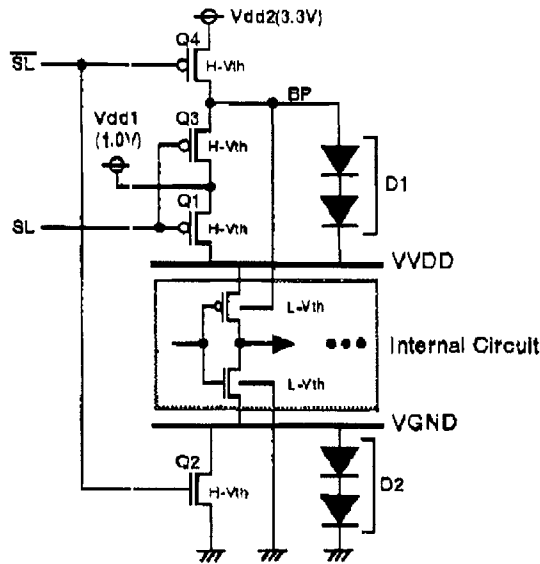 Vdd2(3.3V)
Q4
SL
H-Vth
BP
Vdd1
(1.0V)
Q3
H-Vth
D1
Q1
SL
H-Vth
VVDD
L-Vth
Internal Circuit
L-Vth
VGND
Q2
H-Vth
D2